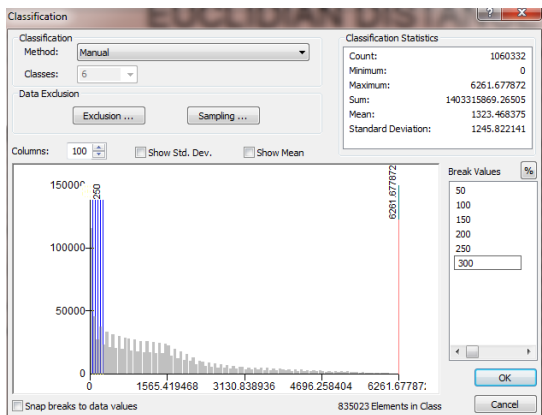 EUCLIDIAN DISTANCE
Classification
Classification
Method:
Manual
Classes:
6
Data Exclusion
Exclusion ...
Sampling ...
Classification Statistics
Count: 1060332
Minimum: 0
Maximum: 6261.677872
Sum: 1403315869.26505
Mean: 1323.468375
Standard Deviation: 1245.822141
Columns: 100
Show Std. Dev.
Show Mean
Break Values
%
50
100
150
200
250
300
250
6261.677872
150000
100000
50000
0
0 1565.419468 3130.838936 4696.258404 6261.677872
OK
Snap breaks to data values
835023 Elements in Class
Cancel